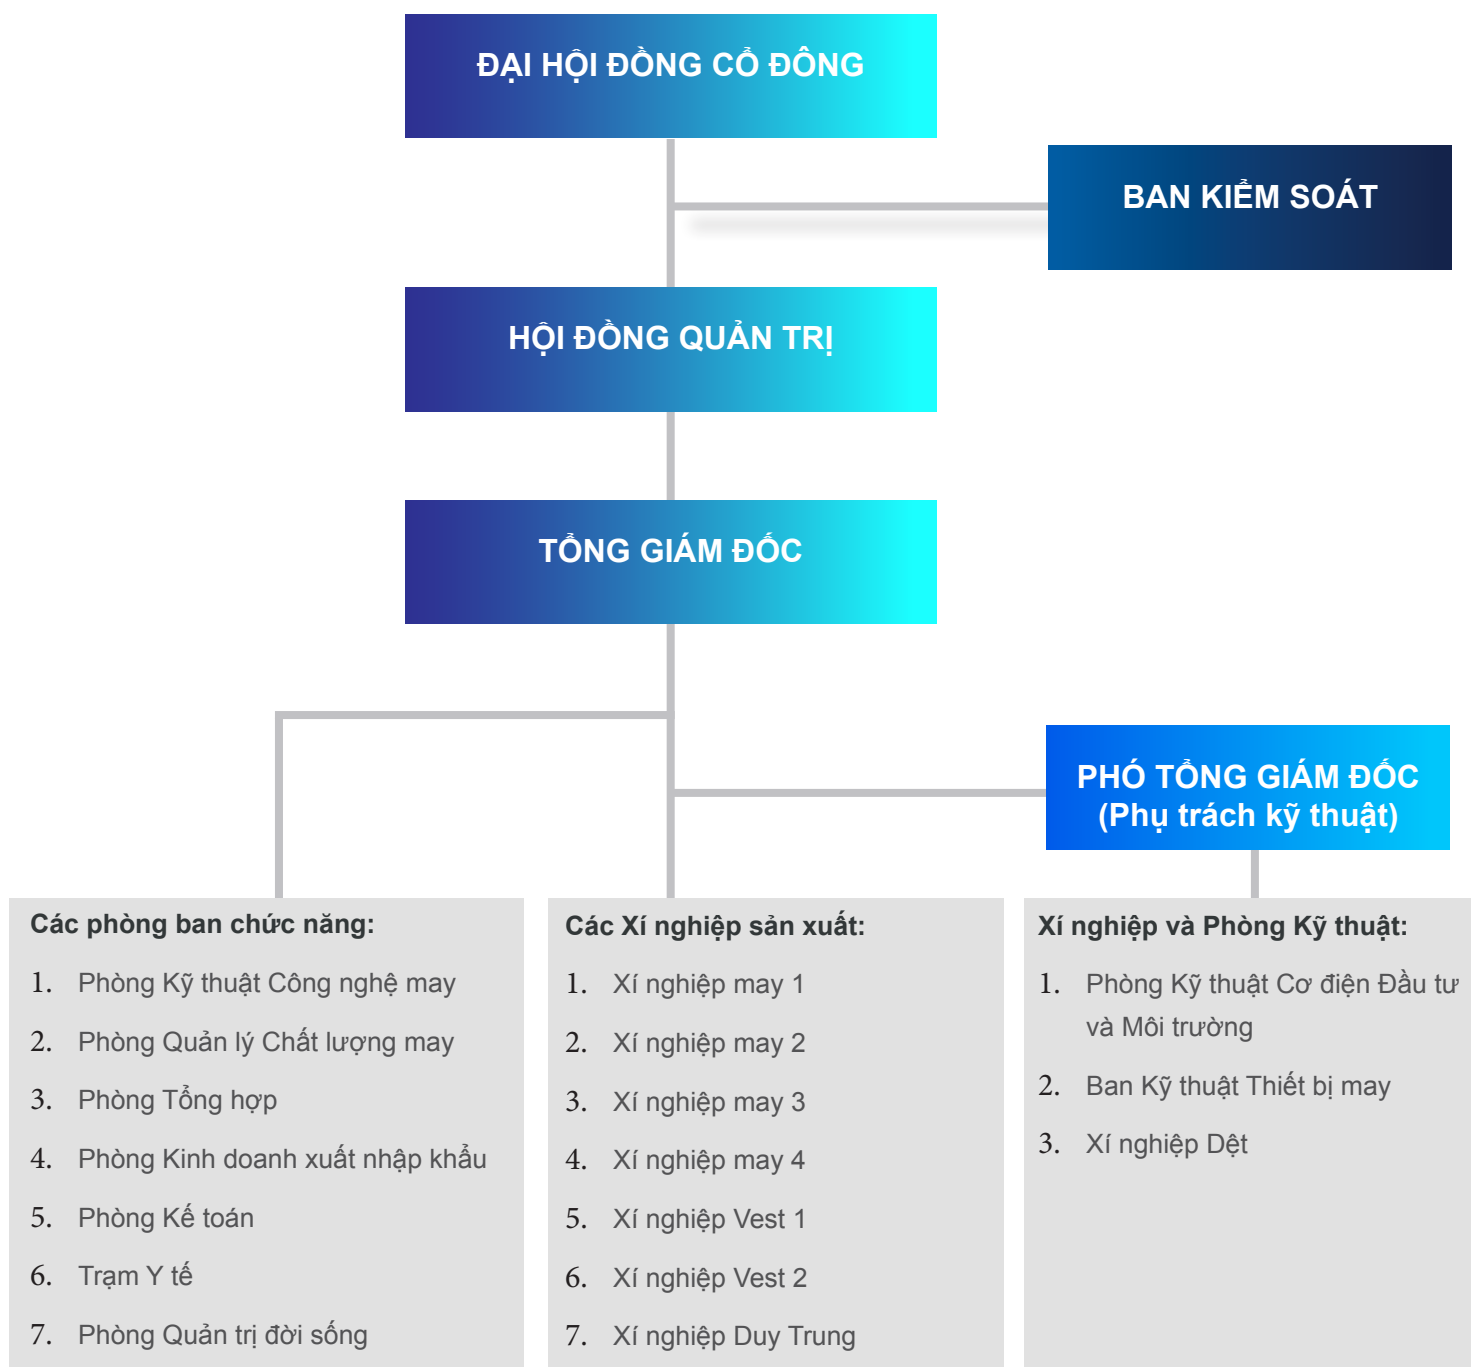 ĐẠI HỘI ĐỒNG CỔ ĐÔNG
BAN KIỂM SOÁT
HỘI ĐỒNG QUẢN TRỊ
TỔNG GIÁM ĐỐC
PHÓ TỔNG GIÁM ĐỐC
(Phụ trách kỹ thuật)
Các phòng ban chức năng:
1. Phòng Kỹ thuật Công nghệ may
2. Phòng Quản lý Chất lượng may
3. Phòng Tổng hợp
4. Phòng Kinh doanh xuất nhập khẩu
5. Phòng Kế toán
6. Trạm Y tế
7. Phòng Quản trị đời sống
Các Xí nghiệp sản xuất:
1. Xí nghiệp may 1
2. Xí nghiệp may 2
3. Xí nghiệp may 3
4. Xí nghiệp may 4
5. Xí nghiệp Vest 1
6. Xí nghiệp Vest 2
7. Xí nghiệp Duy Trung
Xí nghiệp và Phòng Kỹ thuật:
1. Phòng Kỹ thuật Cơ điện Đầu tư
và Môi trường
2. Ban Kỹ thuật Thiết bị may
3. Xí nghiệp Dệt